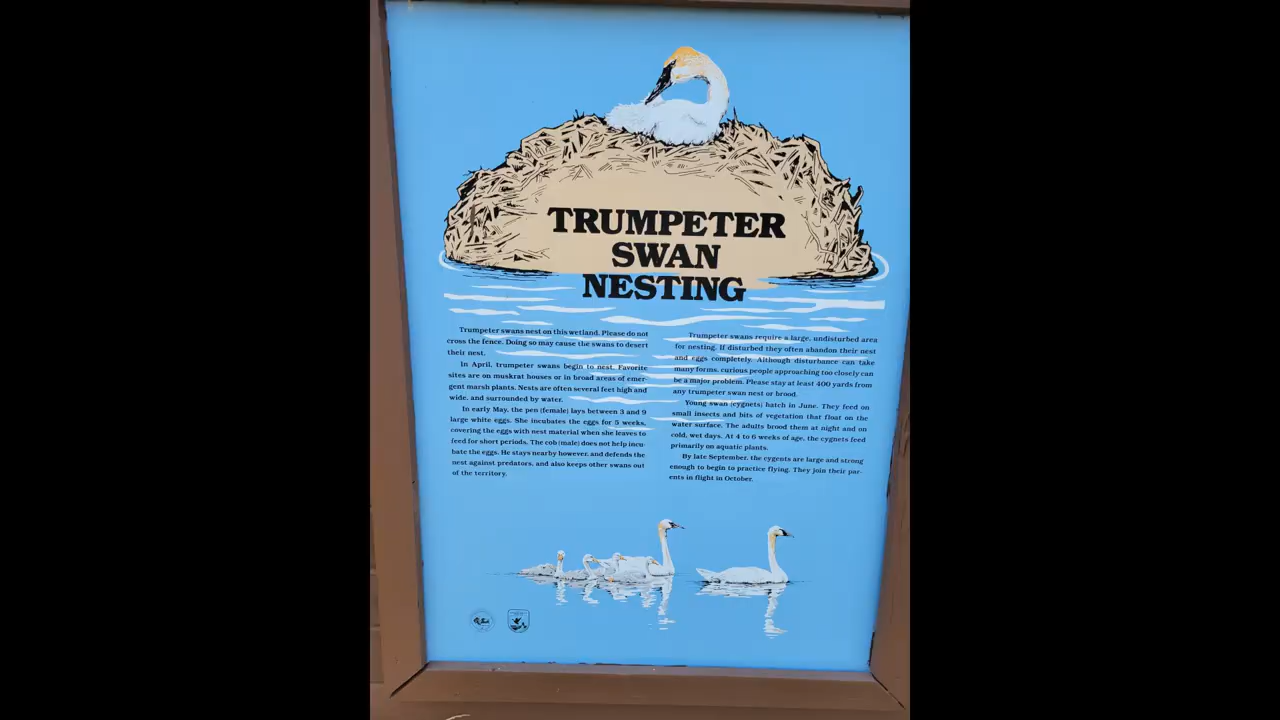 TRUMPETER
SWAN
NESTING
Trumpeter swans nest on this wetland. Please do not
cross the fence. Doing so may cause the swans to desert
their nest.
In April, trumpeter swans begin to nest. Favorite
sites are on muskrat houses or in broad areas of emer-
gent marsh plants. Nests are often several feet high and
wide, and surrounded by water.
In early May, the pen (female) lays between 3 and 9
large white eggs. She incubates the eggs for 5 weeks,
covering the eggs with nest material when she leaves to
feed for short periods. The cob (male) does not help incu-
bate the eggs. He stays nearby however, and defends the
nest against predators, and also keeps other swans out
of the territory.
Trumpeter swans require a large, undisturbed area
for nesting. If disturbed they often abandon their nest
and eggs completely. Although disturbance can take
many forms, curious people approaching too closely can
be a major problem. Please stay at least 400 yards from
any trumpeter swan nest or brood.
Young swan (cygnets) hatch in June. They feed on
small insects and bits of vegetation that float on the
water surface. The adults brood them at night and on
cold, wet days. At 4 to 6 weeks of age, the cygnets feed
primarily on aquatic plants.
By late September, the cygents are large and strong
enough to begin to practice flying. They join their par-
ents in flight in October.